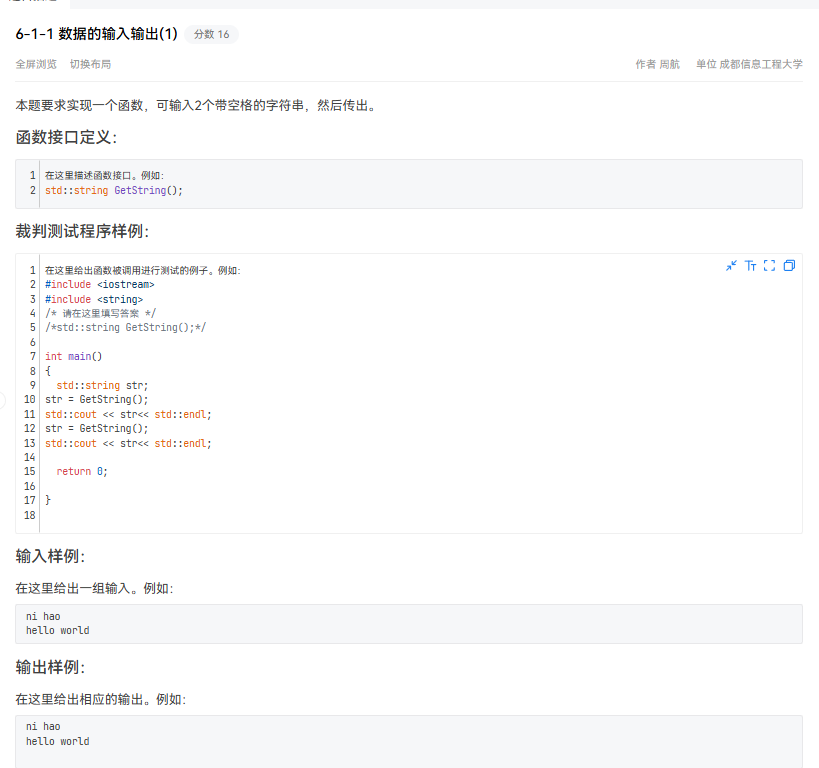 6-1-1 数据的输入输出(1) 分数 16
全屏浏览 切换布局 作者 周航 单位 成都信息工程大学
本题要求实现一个函数，可输入2个带空格的字符串，然后传出。
函数接口定义：
1 在这里描述函数接口。例如：
2 std::string GetString();
裁判测试程序样例：
1 在这里给出函数被调用进行测试的例子。例如：
2 #include <iostream>
3 #include <string>
4 /* 请在这里填写答案 */
5 /*std::string GetString();*/
6
7 int main()
8 {
9   std::string str;
10 str = GetString();
11 std::cout << str<< std::endl;
12 str = GetString();
13 std::cout << str<< std::endl;
14
15   return 0;
16
17 }
18
输入样例：
在这里给出一组输入。例如：
ni hao
hello world
输出样例：
在这里给出相应的输出。例如：
ni hao
hello world